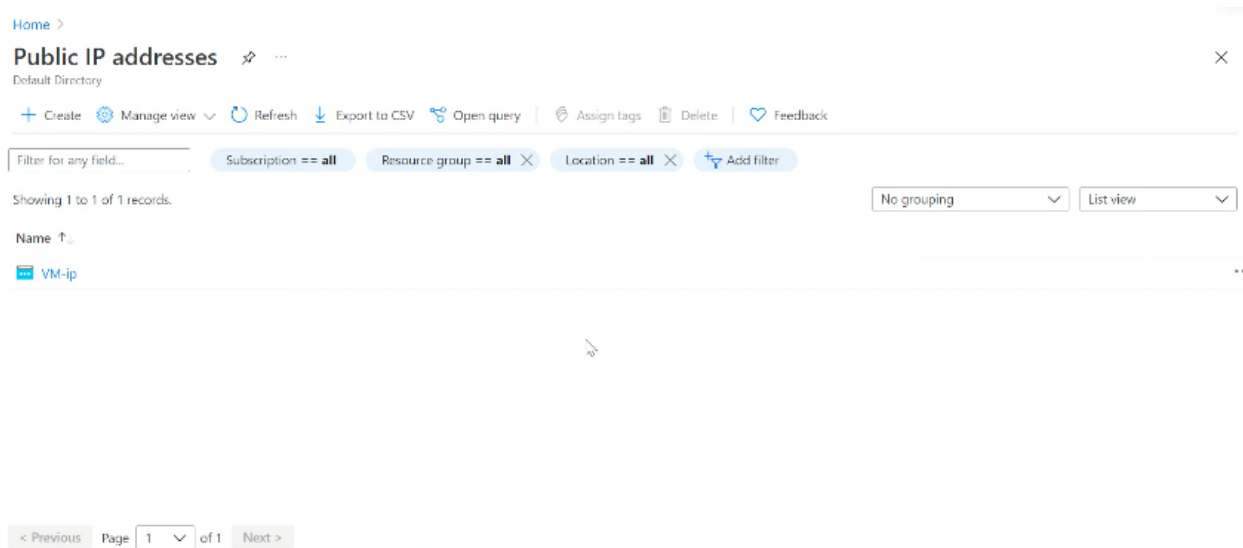 Home >
Public IP addresses
Default Directory
Create Manage view Refresh Export to CSV Open query Assign tags Delete Feedback
Filter for any field... Subscription == all Resource group == all Location == all Add filter
Showing 1 to 1 of 1 records. No grouping List view
Name ↑↓
VM-ip
< Previous Page 1 of 1 Next >